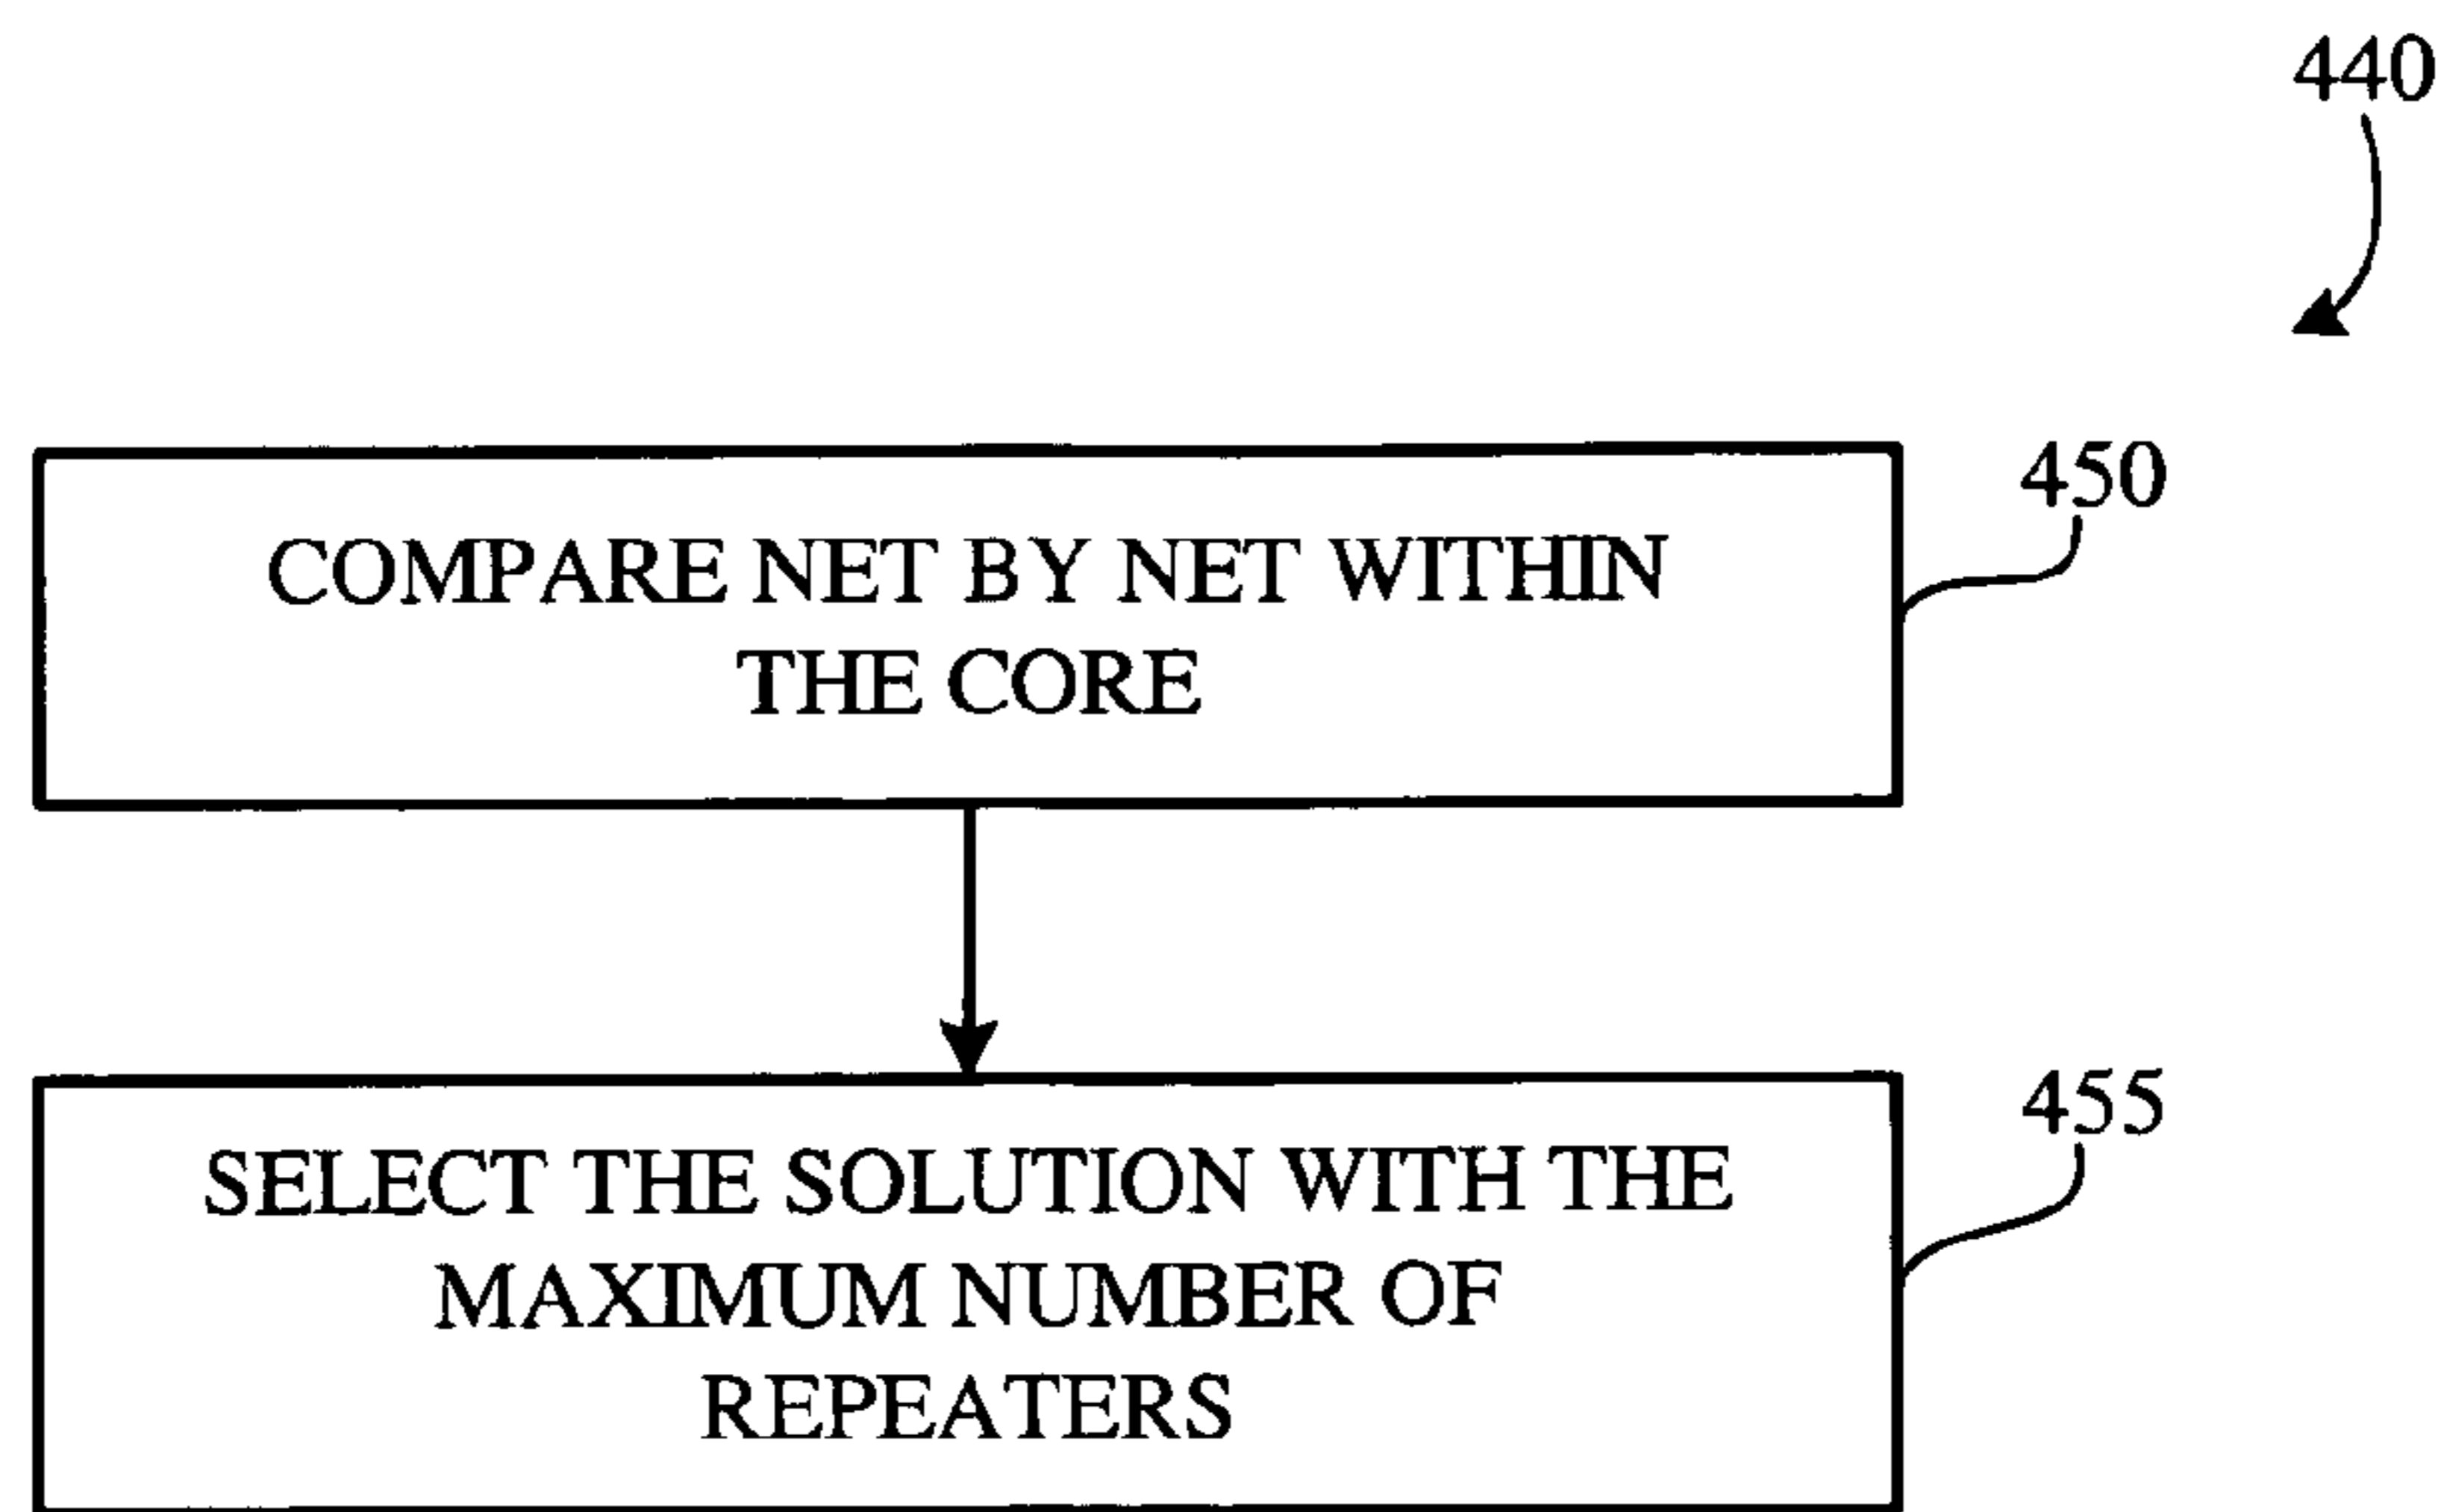 440
450
COMPARE NET BY NET WITHIN
THE CORE
455
SELECT THE SOLUTION WITH THE
MAXIMUM NUMBER OF
REPEATERS